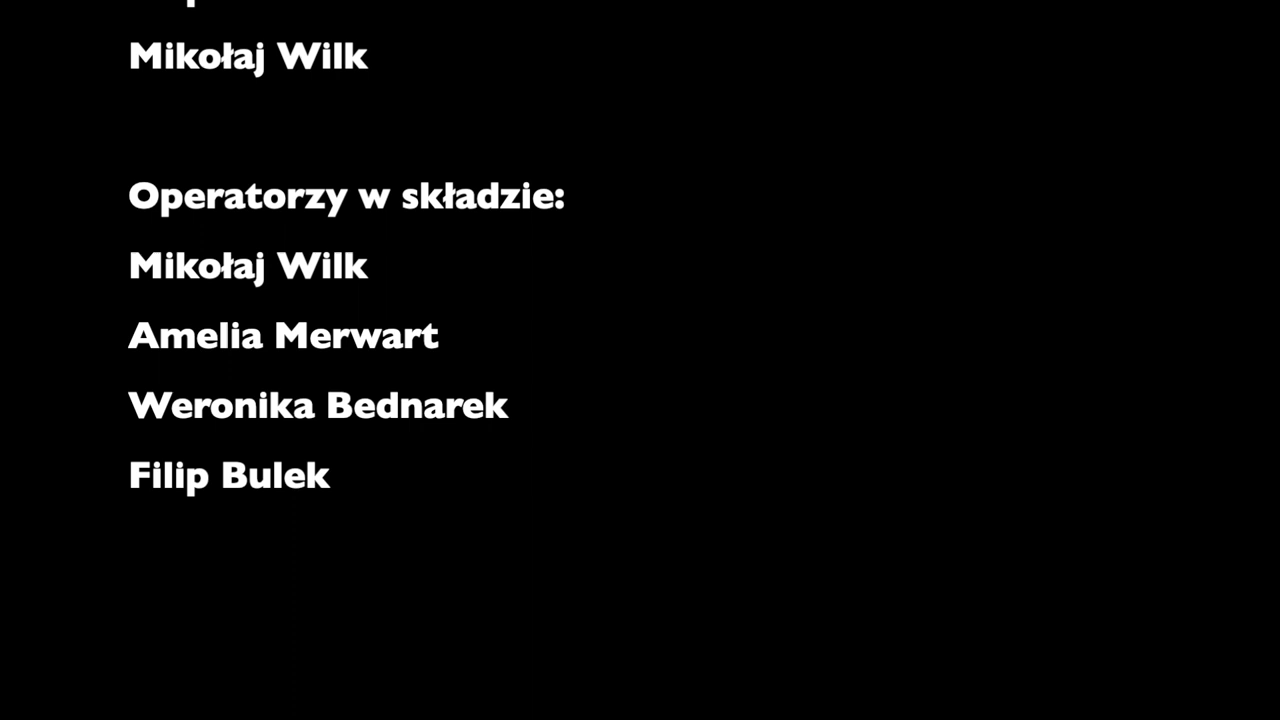 Mikołaj Wilk
Operatorzy w składzie:
Mikołaj Wilk
Amelia Merwart
Weronika Bednarek
Filip Bulek